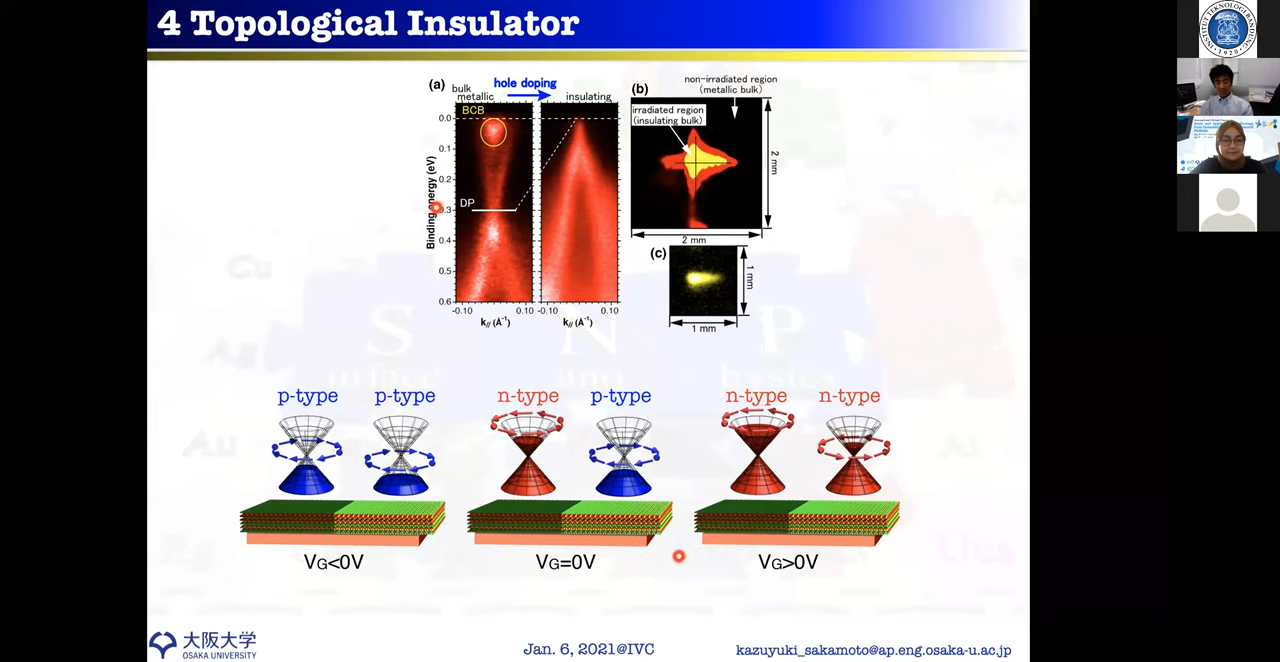 4 Topological Insulator
(a)
bulk
metallic
hole doping
insulating
BCB
DP
Binding energy (eV)
0.0
0.1
0.2
0.3
0.4
0.5
0.6
-0.10
0.10
-0.10
0.10
k// (Å-1)
k// (Å-1)
(b)
non-irradiated region
(metallic bulk)
irradiated region
(insulating bulk)
2 mm
2 mm
(c)
1 mm
1 mm
p-type
p-type
n-type
p-type
n-type
n-type
VG<0V
VG=0V
VG>0V
大阪大学
OSAKA UNIVERSITY
Jan. 6, 2021@IVC
kazuyuki_sakamoto@ap.eng.osaka-u.ac.jp
INSTITUT TEKNOLOGI BANDUNG
1920